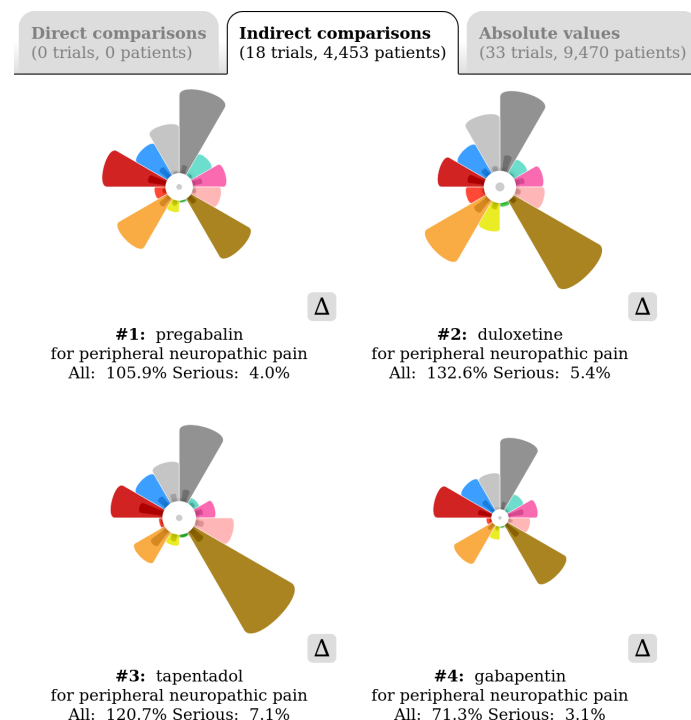 Direct comparisons
(0 trials, 0 patients)
Indirect comparisons
(18 trials, 4,453 patients)
Absolute values
(33 trials, 9,470 patients)
Δ
Δ
#1: pregabalin
for peripheral neuropathic pain
All: 105.9% Serious: 4.0%
#2: duloxetine
for peripheral neuropathic pain
All: 132.6% Serious: 5.4%
Δ
Δ
#3: tapentadol
for peripheral neuropathic pain
All: 120.7% Serious: 7.1%
#4: gabapentin
for peripheral neuropathic pain
All: 71.3% Serious: 3.1%